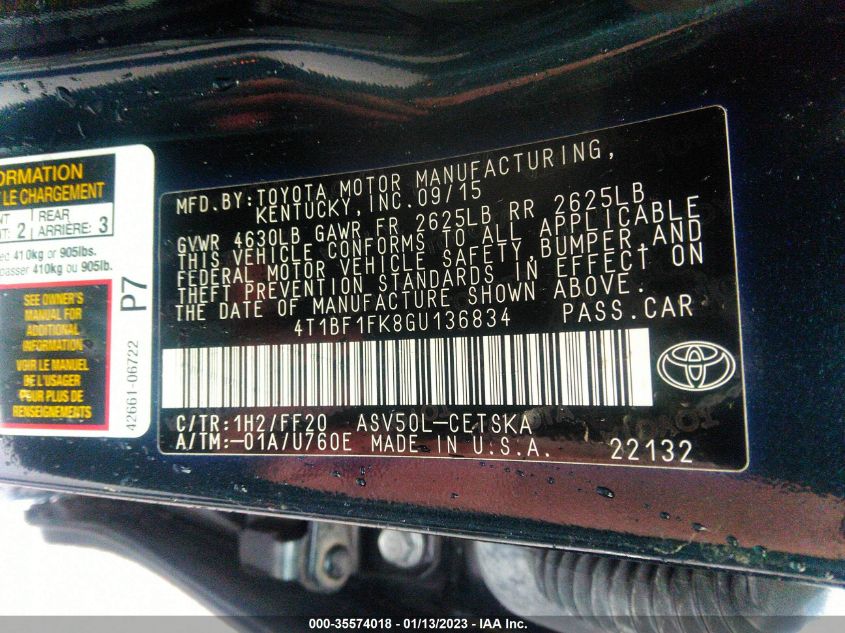 ORMATION
LE CHARGEMENT
REAR
2 ARRIÈRE: 3
410kg or 905lbs.
passer 410kg ou 905lb.
SEE OWNER'S
MANUAL FOR
ADDITIONAL
INFORMATION
VOIR LE MANUEL
DE L'USAGER
POUR PLUS DE
RENSEIGNEMENTS
P7
42661-06722
MFD.BY:TOYOTA MOTOR MANUFACTURING,
KENTUCKY,INC.09/15
GVWR 4630LB GAWR FR 2625LB RR 2625LB
THIS VEHICLE CONFORMS TO ALL APPLICABLE
FEDERAL MOTOR VEHICLE SAFETY,BUMPER,AND
THEFT PREVENTION STANDARDS IN EFFECT ON
THE DATE OF MANUFACTURE SHOWN ABOVE.
4T1BF1FK8GU136834 PASS.CAR
C/TR:1H2/FF20 ASV50L-CETSKA
A/TM:-01A/U760E MADE IN U.S.A. 22132
000-35574018 — 01/13/2023 — IAA Inc.